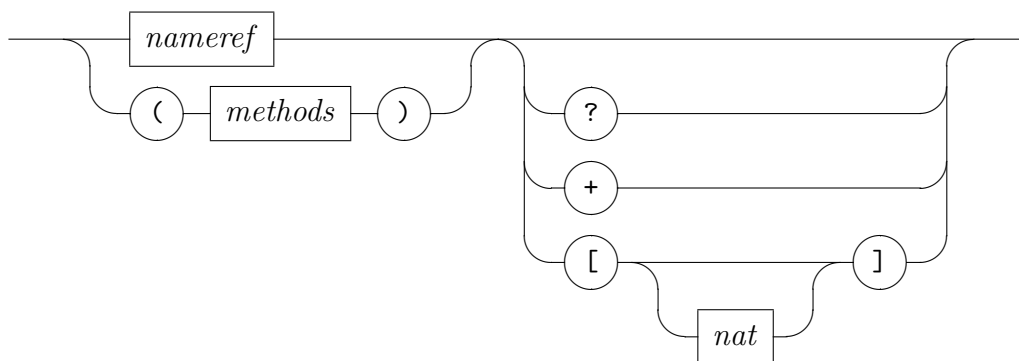 nameref
( methods ) ?
+
[ ]
nat